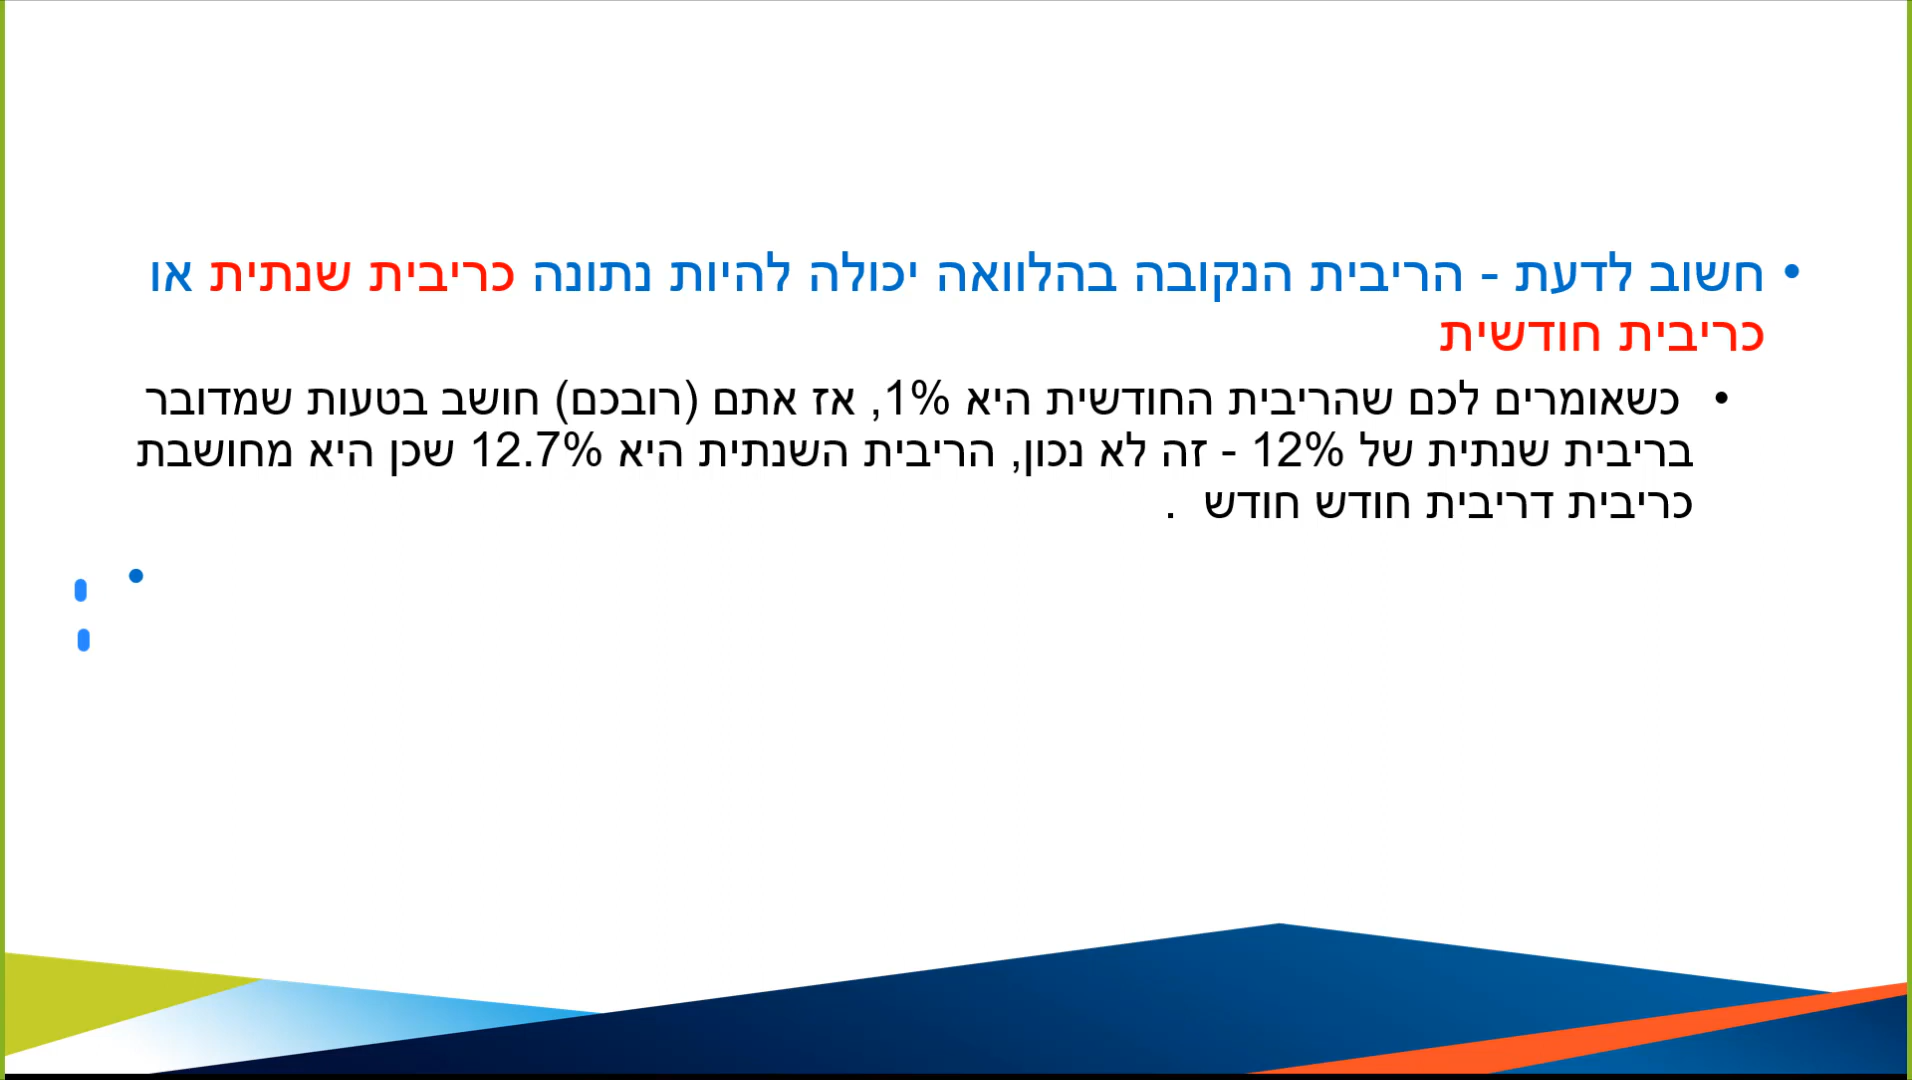 • חשוב לדעת - הריבית הנקובה בהלוואה יכולה להיות נתונה כריבית שנתית או
כריבית חודשית
• כשאומרים לכם שהריבית החודשית היא 1%, אז אתם (רובכם) חושב בטעות שמדובר
בריבית שנתית של 12% - זה לא נכון, הריבית השנתית היא 12.7% שכן היא מחושבת
כריבית דריבית חודש חודש .